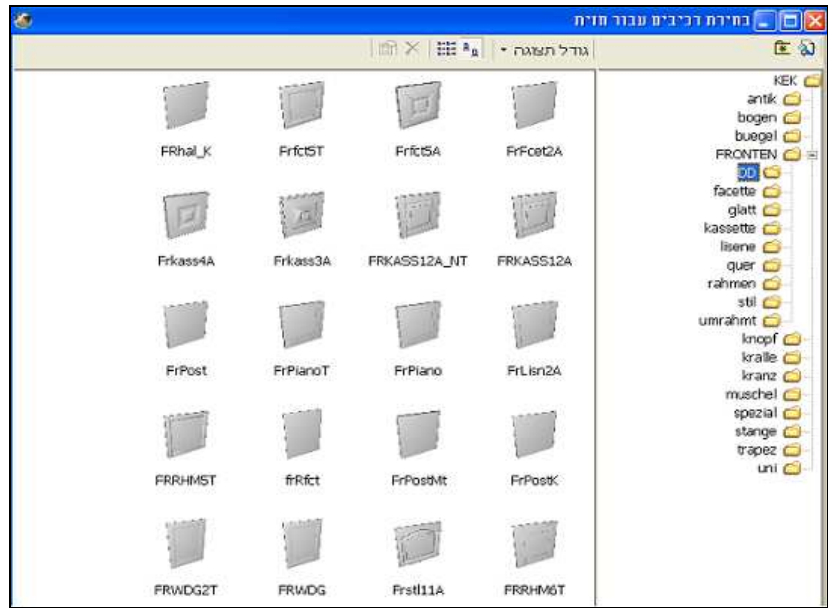 בחירת רכיבים עבור חזית
גודל תצוגה
KEK
antik
bogen
buegel
FRONTEN
DD
facette
glatt
kassette
lisene
quer
rahmen
stil
umrahmt
knopf
kralle
kranz
muschel
spezial
stange
trapez
uni
FRhal_K Frfct5T Frfct5A FrFcet2A
Frkass4A Frkass3A FRKASS12A_NT FRKASS12A
FrPost FrPianoT FrPiano FrLisn2A
FRRHM5T frRfct FrPostMt FrPostK
FRWDG2T FRWDG Frstl11A FRRHM6T